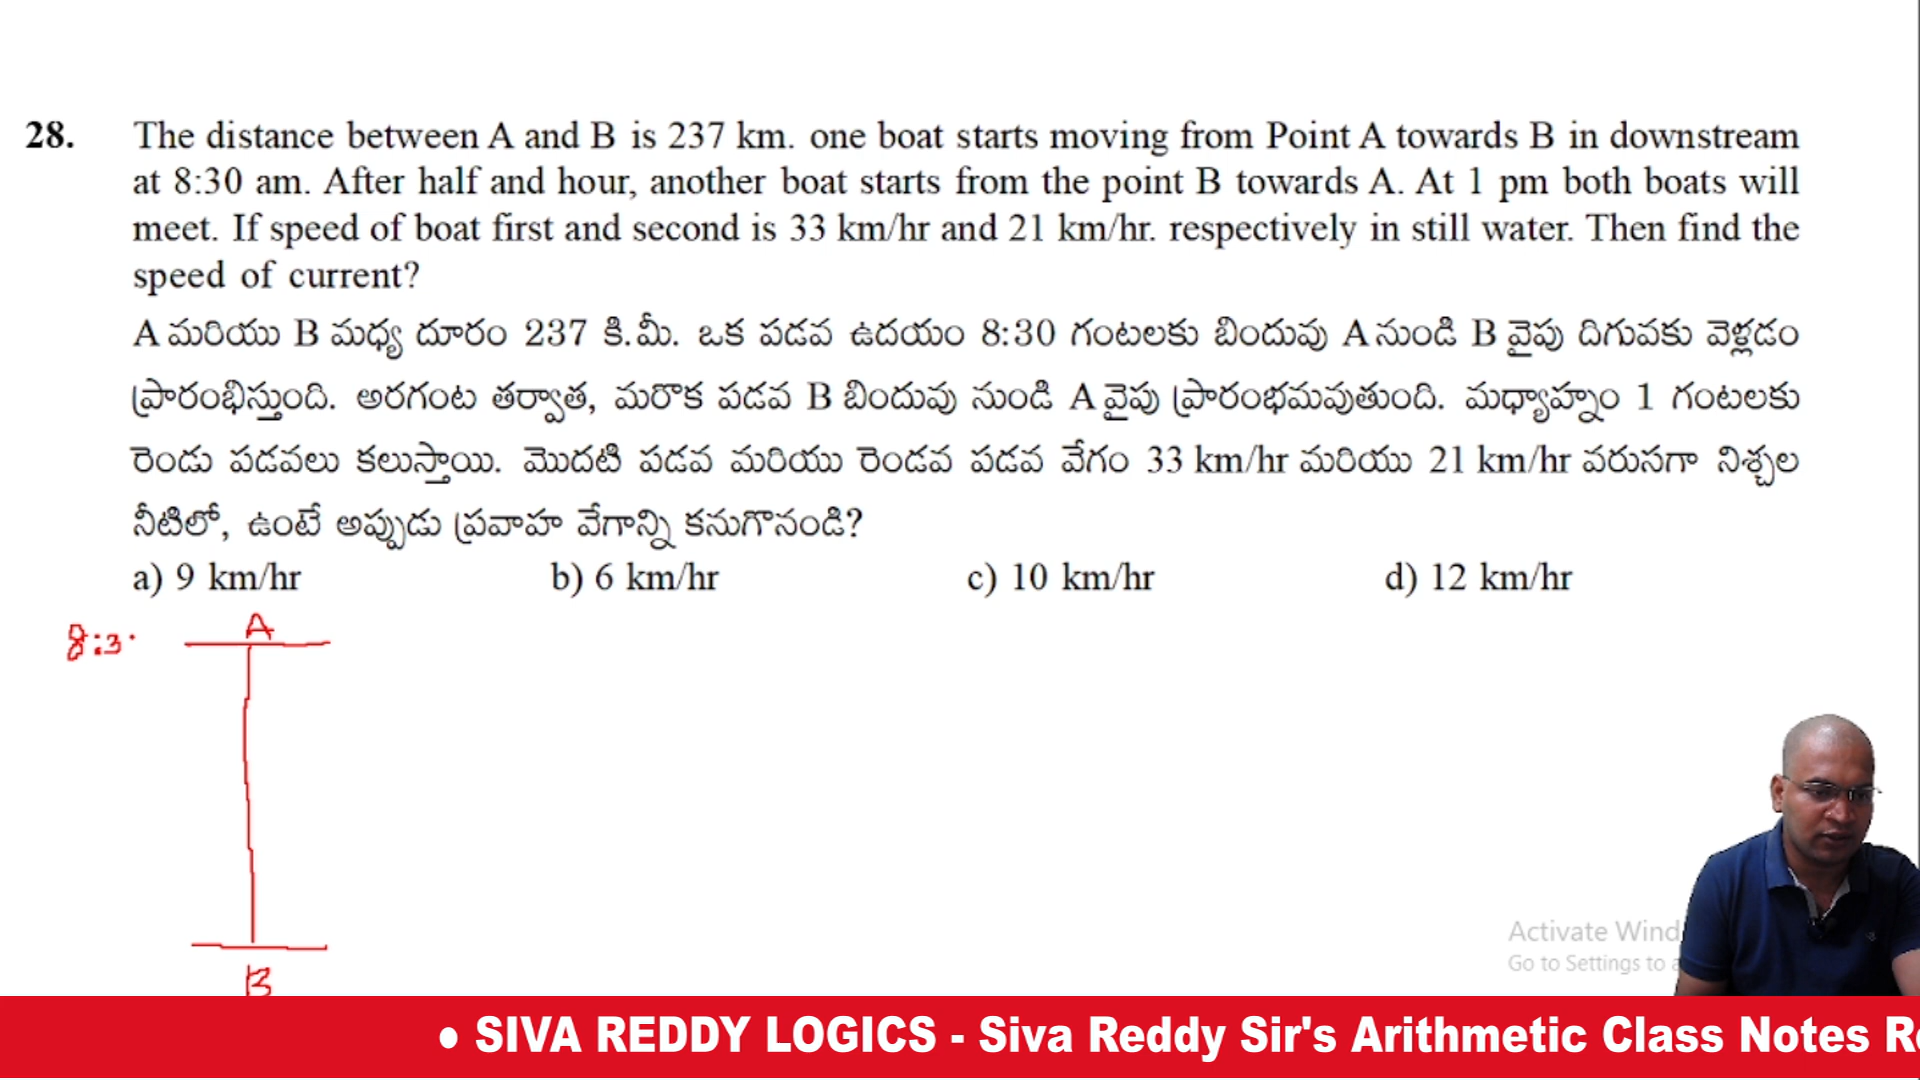 28. The distance between A and B is 237 km. one boat starts moving from Point A towards B in downstream
at 8:30 am. After half and hour, another boat starts from the point B towards A. At 1 pm both boats will
meet. If speed of boat first and second is 33 km/hr and 21 km/hr. respectively in still water. Then find the
speed of current?
A మరియు B మధ్య దూరం 237 కి.మీ. ఒక పడవ ఉదయం 8:30 గంటలకు బిందువు A నుండి B వైపు దిగువకు వెళ్లడం
ప్రారంభిస్తుంది. అరగంట తర్వాత, మరొక పడవ B బిందువు నుండి A వైపు ప్రారంభమవుతుంది. మధ్యాహ్నం 1 గంటలకు
రెండు పడవలు కలుస్తాయి. మొదటి పడవ మరియు రెండవ పడవ వేగం 33 km/hr మరియు 21 km/hr వరుసగా నిశ్చల
నీటిలో, ఉంటే అప్పుడు ప్రవాహ వేగాన్ని కనుగొనండి?
a) 9 km/hr b) 6 km/hr c) 10 km/hr d) 12 km/hr
A
8:3
B
Activate Wind
Go to Settings to a
• SIVA REDDY LOGICS - Siva Reddy Sir's Arithmetic Class Notes R